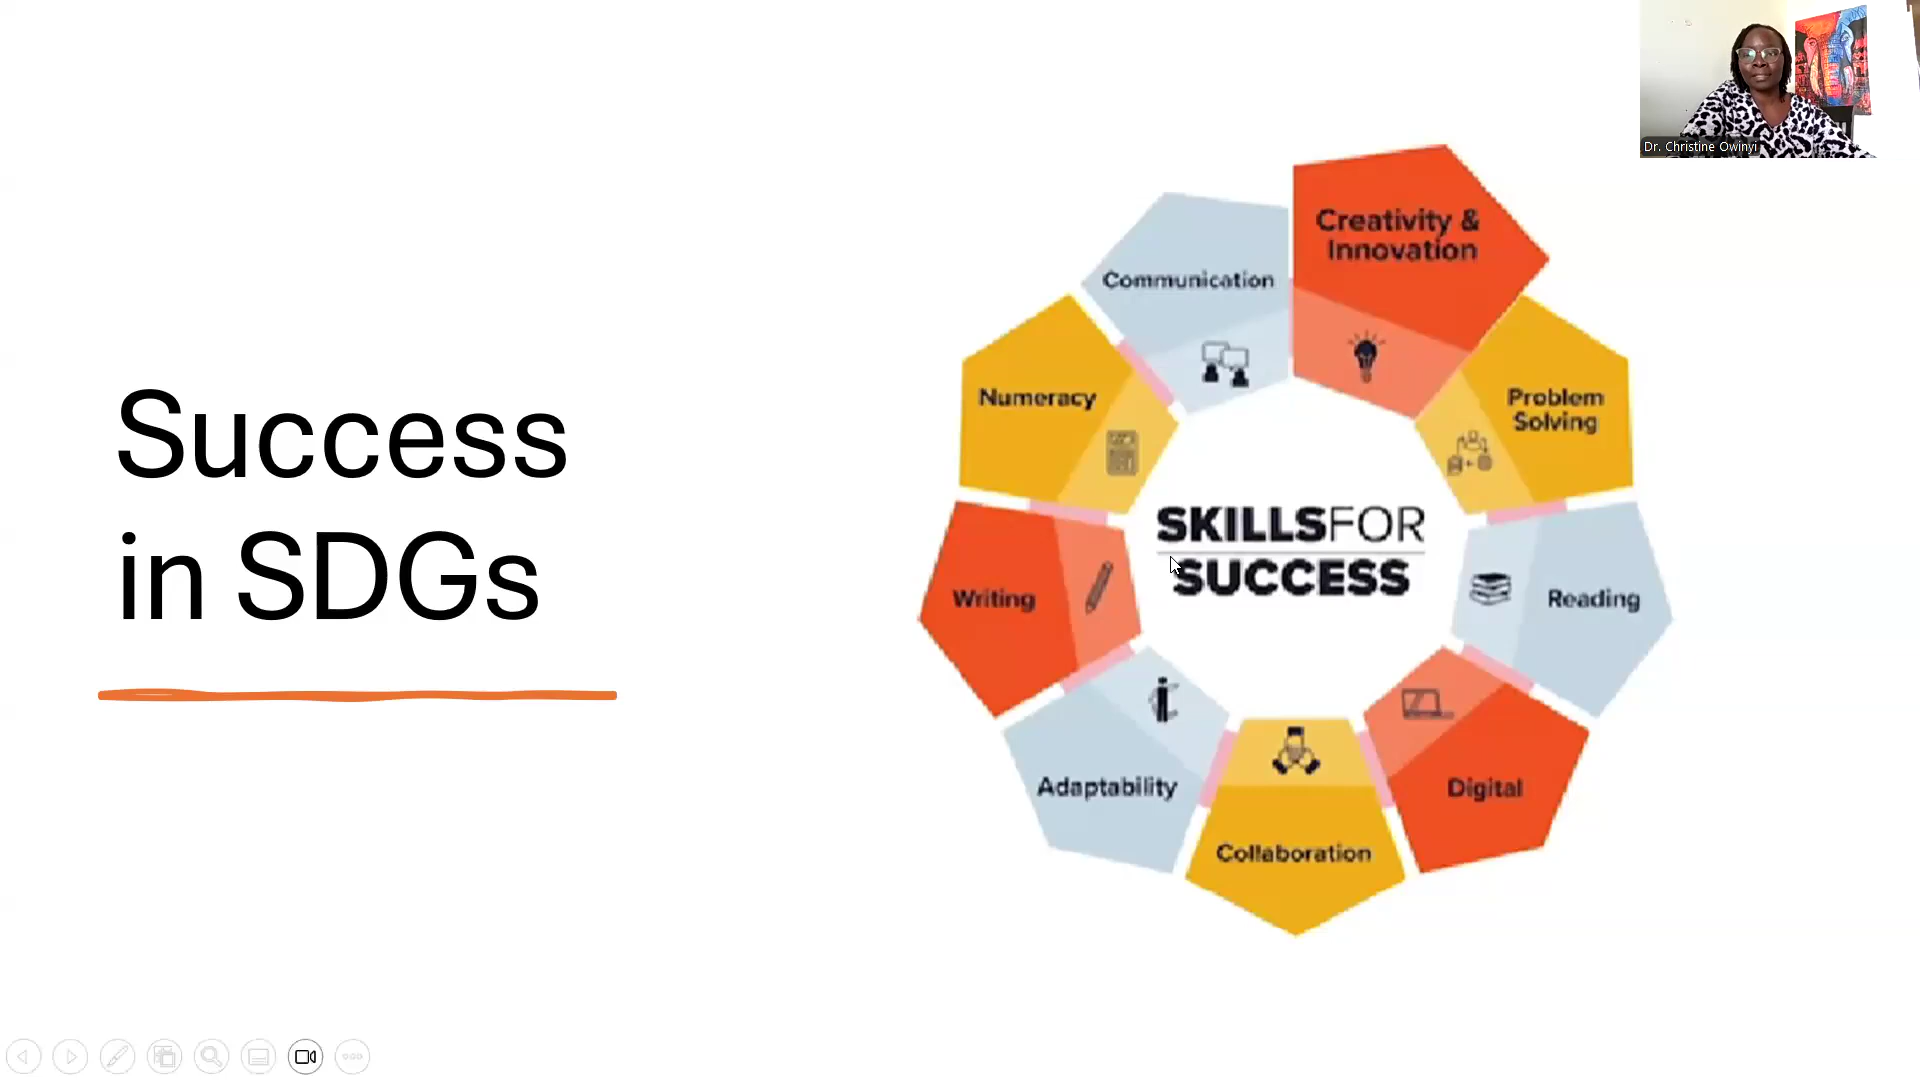 Success
in SDGs
Creativity &
Innovation
Communication
Numeracy
Problem
Solving
SKILLSFOR
SUCCESS
Writing
Reading
Adaptability
Digital
Collaboration
Dr. Christine Owinyi